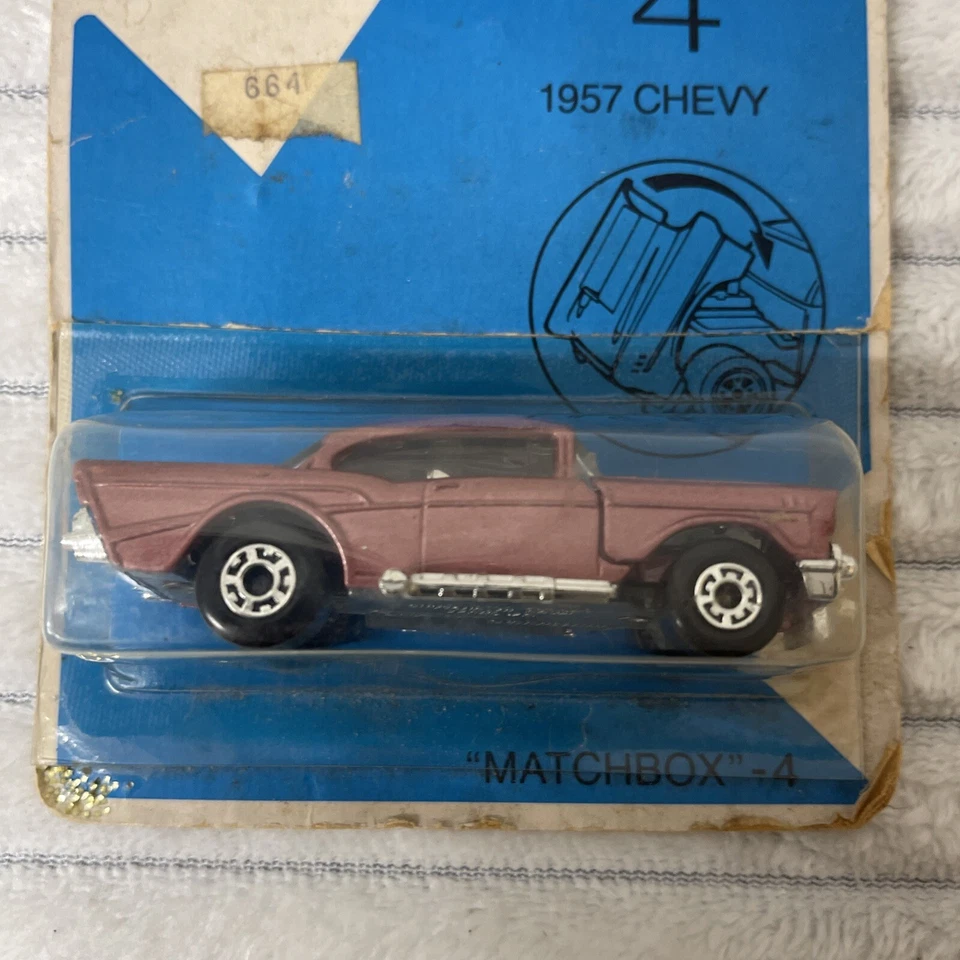 4
1957 CHEVY
664
"MATCHBOX" - 4